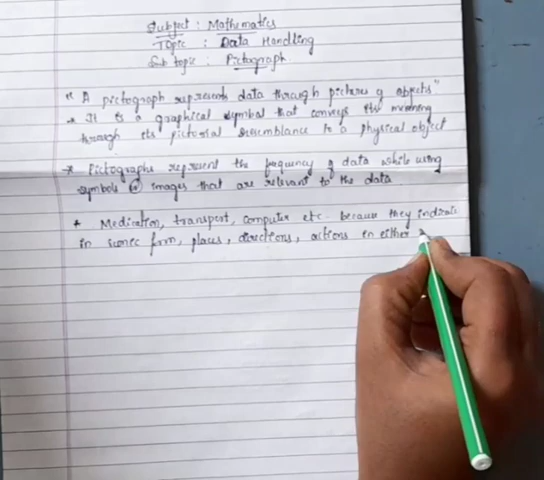 Subject : Mathematics
Topic : Data Handling
Sub topic : Pictograph
" A pictograph represents data through pictures of objects"
* It is a graphical symbol that conveys its meaning
through its pictorial resemblance to a physical object
* Pictographs represent the frequency of data while using
symbols or images that are relevant to the data
* Medication, transport, computer etc. because they indicate
in iconic form, places, directions, actions in either